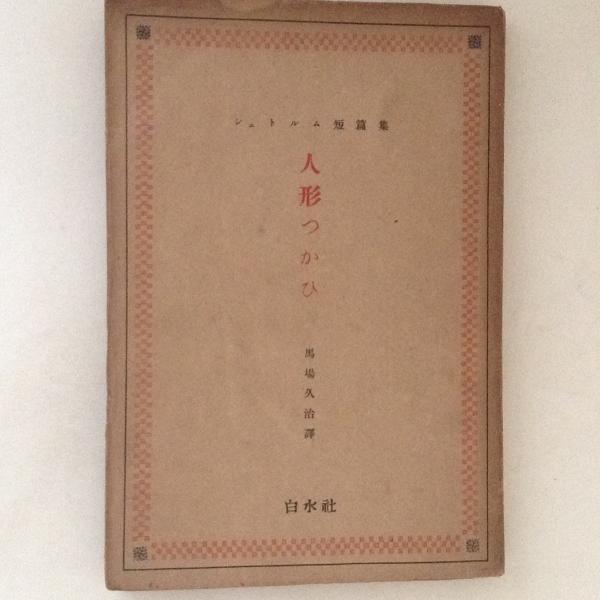 シュトルム短篇集
人形つかひ
馬場久治譯
白水社